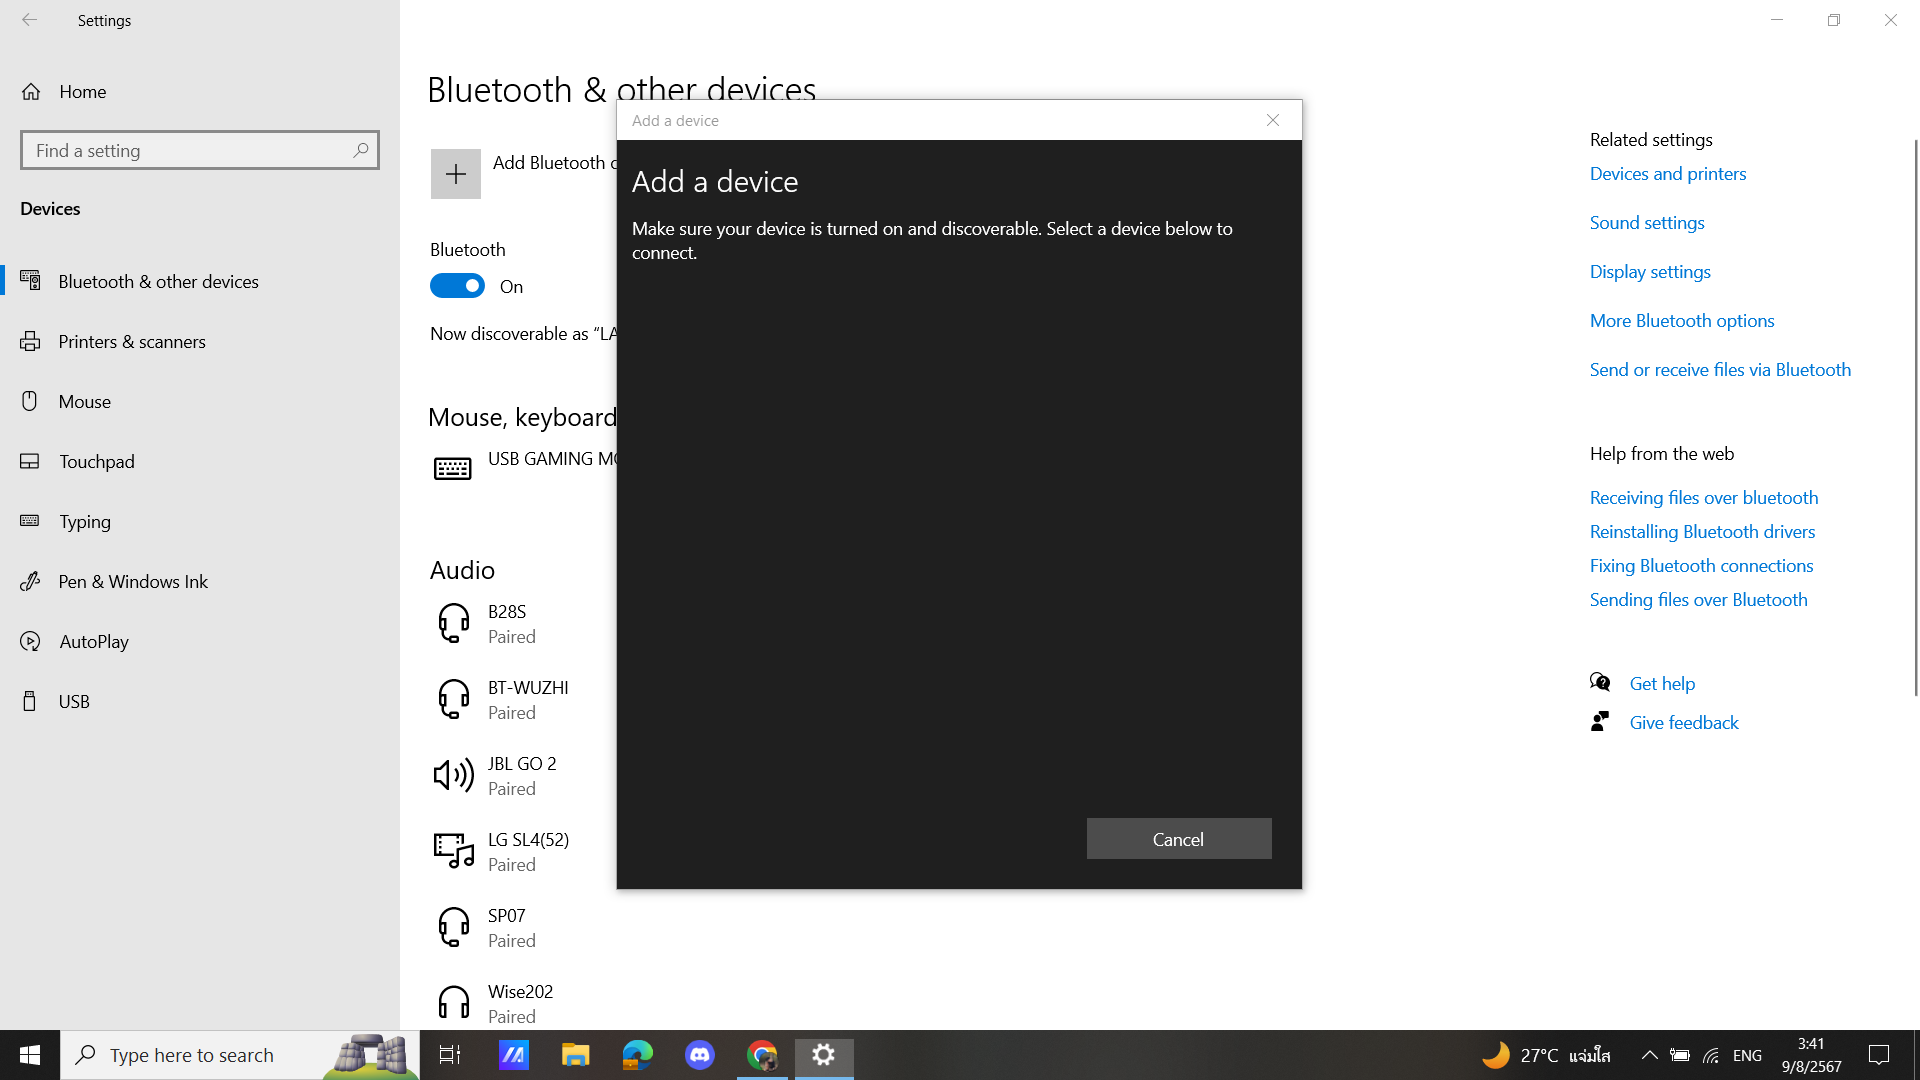 Settings
Home
Find a setting
Devices
Bluetooth & other devices
Printers & scanners
Mouse
Touchpad
Typing
Pen & Windows Ink
AutoPlay
USB
Bluetooth & other devices
Add Bluetooth
Bluetooth
On
Now discoverable as “LA
Mouse, keyboard
USB GAMING MO
Audio
B28S
Paired
BT-WUZHI
Paired
JBL GO 2
Paired
LG SL4(52)
Paired
SP07
Paired
Wise202
Paired
Add a device
Add a device
Make sure your device is turned on and discoverable. Select a device below to
connect.
Cancel
Related settings
Devices and printers
Sound settings
Display settings
More Bluetooth options
Send or receive files via Bluetooth
Help from the web
Receiving files over bluetooth
Reinstalling Bluetooth drivers
Fixing Bluetooth connections
Sending files over Bluetooth
Get help
Give feedback
Type here to search
27°C แจ่มใส
ENG
3:41
9/8/2567